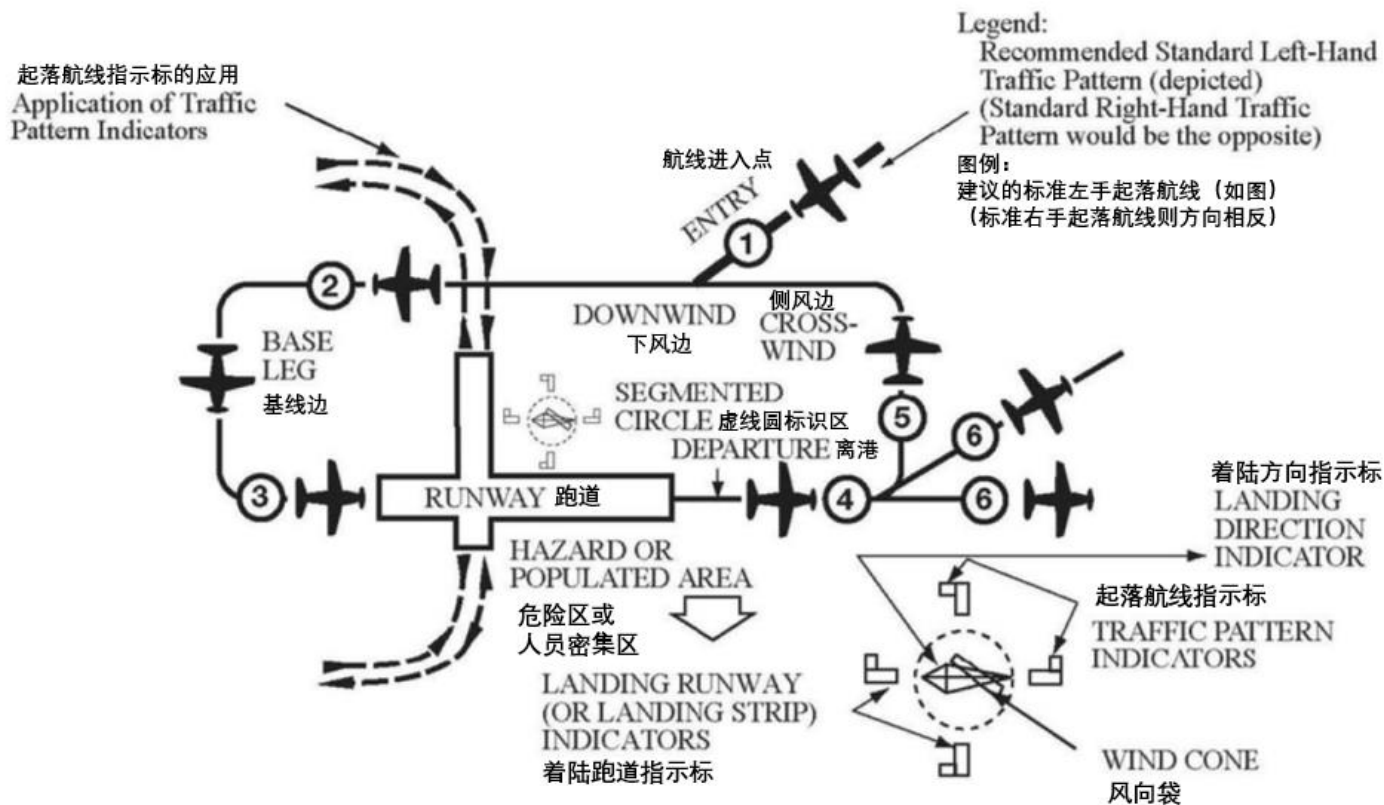 Legend:
Recommended Standard Left-Hand
Traffic Pattern (depicted)
(Standard Right-Hand Traffic
Pattern would be the opposite)
图例：
建议的标准左手起落航线（如图）
（标准右手起落航线则方向相反）
起落航线指示标的应用
Application of Traffic
Pattern Indicators
航线进入点
ENTRY
1
2
DOWNWIND
下风边
侧风边
CROSS-
WIND
BASE
LEG
基线边
SEGMENTED
CIRCLE 虚线圆标识区
DEPARTURE 离港
5
6
3
RUNWAY 跑道
4
6
着陆方向指示标
LANDING
DIRECTION
INDICATOR
HAZARD OR
POPULATED AREA
危险区或
人员密集区
起落航线指示标
TRAFFIC PATTERN
INDICATORS
LANDING RUNWAY
(OR LANDING STRIP)
INDICATORS
着陆跑道指示标
WIND CONE
风向袋